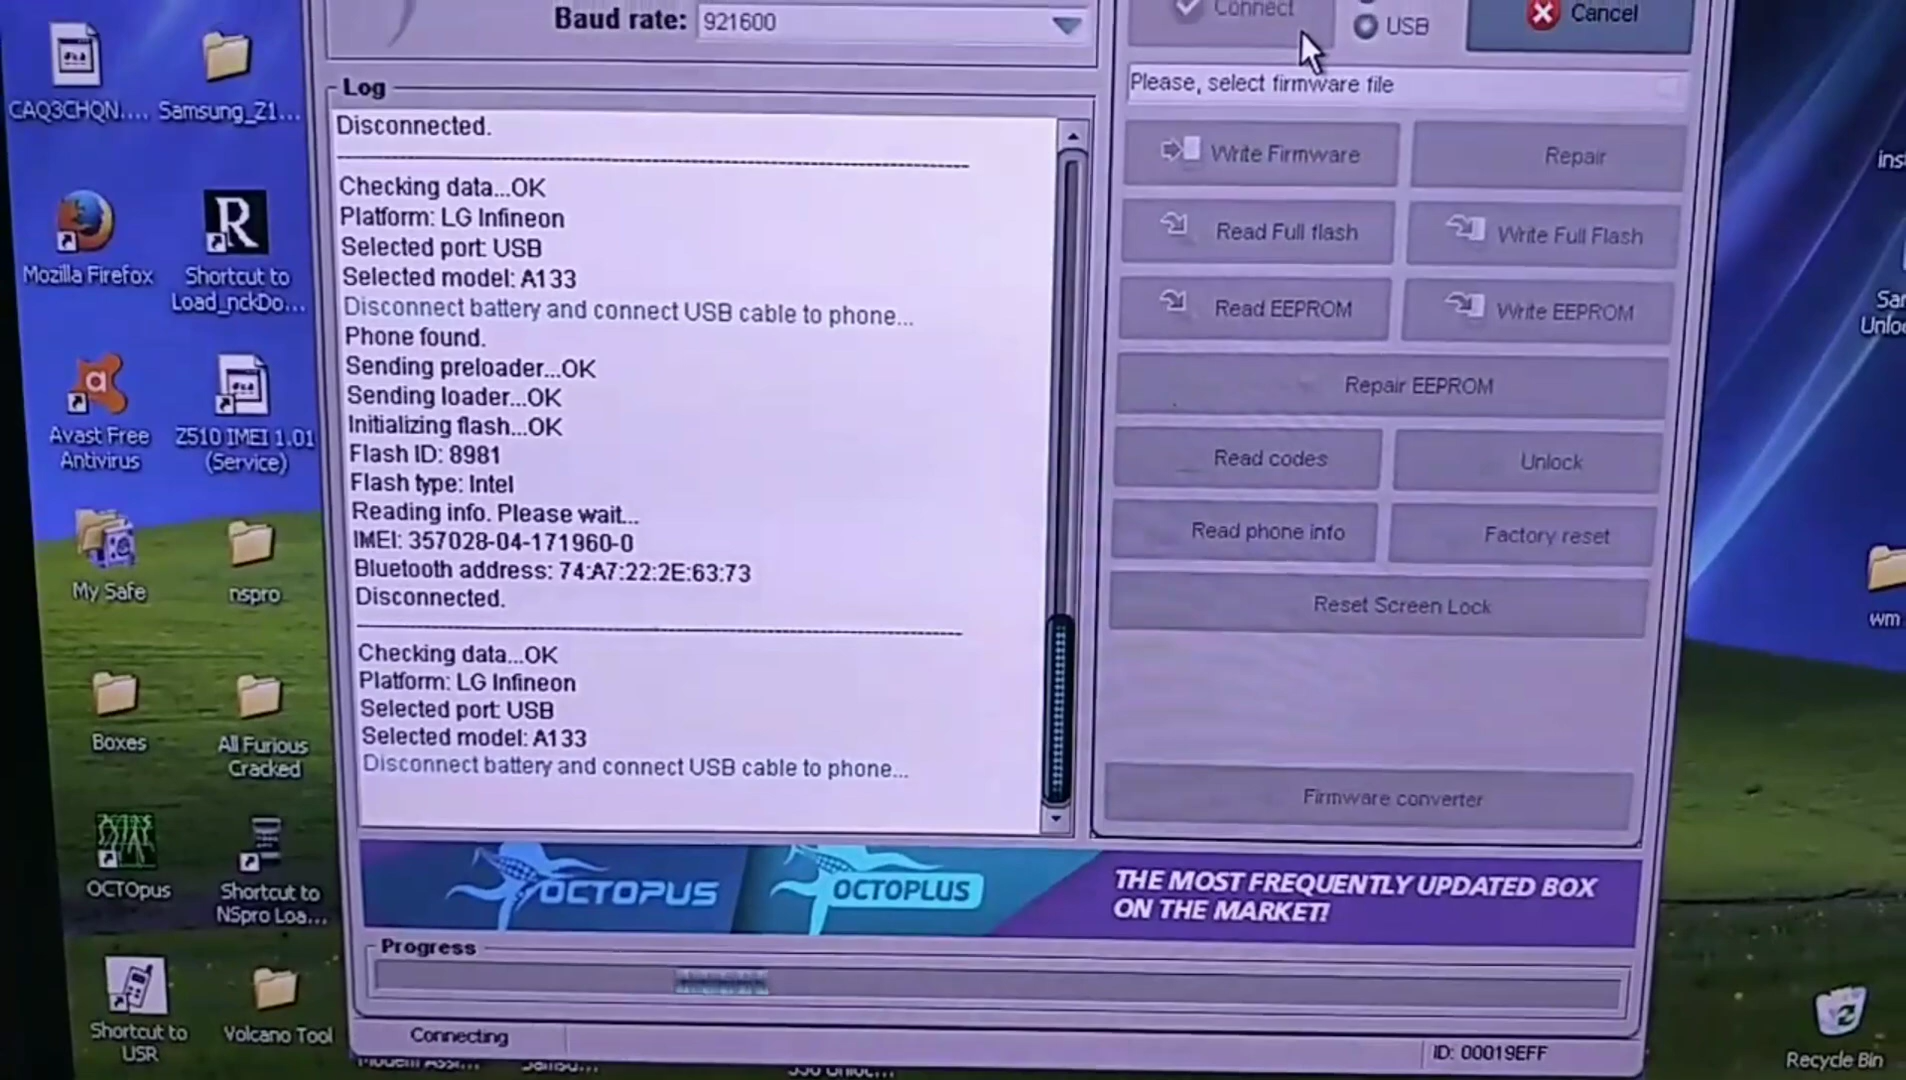 Baud rate: 921600
Connect
USB
Cancel
Please, select firmware file
Log
Disconnected.
Checking data...OK
Platform: LG Infineon
Selected port: USB
Selected model: A133
Disconnect battery and connect USB cable to phone...
Phone found.
Sending preloader...OK
Sending loader...OK
Initializing flash...OK
Flash ID: 8981
Flash type: Intel
Reading info. Please wait...
IMEI: 357028-04-171960-0
Bluetooth address: 74:A7:22:2E:63:73
Disconnected.
Checking data...OK
Platform: LG Infineon
Selected port: USB
Selected model: A133
Disconnect battery and connect USB cable to phone...
Write Firmware
Repair
Read Full flash
Write Full Flash
Read EEPROM
Write EEPROM
Repair EEPROM
Read codes
Unlock
Read phone info
Factory reset
Reset Screen Lock
Firmware converter
OCTOPUS
OCTOPLUS
THE MOST FREQUENTLY UPDATED BOX
ON THE MARKET!
Progress
Connecting
ID: 00019EFF
CAQ3CHQN....
Samsung_Z1...
Mozilla Firefox
R
Shortcut to
Load_nckDo...
Avast Free
Antivirus
Z510 IMEI 1.01
(Service)
My Safe
nspro
Boxes
All Furious
Cracked
OCTOpus
Shortcut to
NSpro Loa...
Shortcut to
USR
Volcano Tool
wm
Recycle Bin